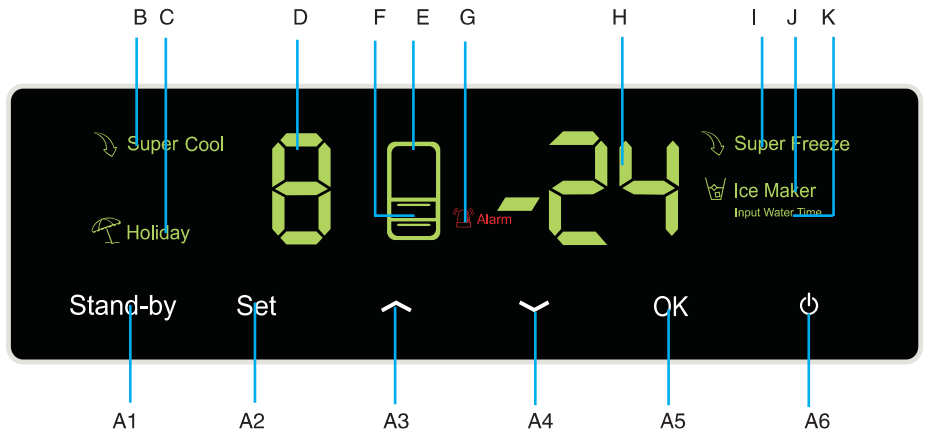 B C D F E G H I J K
Super Cool
8
-24
Super Freeze
Ice Maker
Input Water Time
Alarm
Holiday
Stand-by Set OK
A1 A2 A3 A4 A5 A6